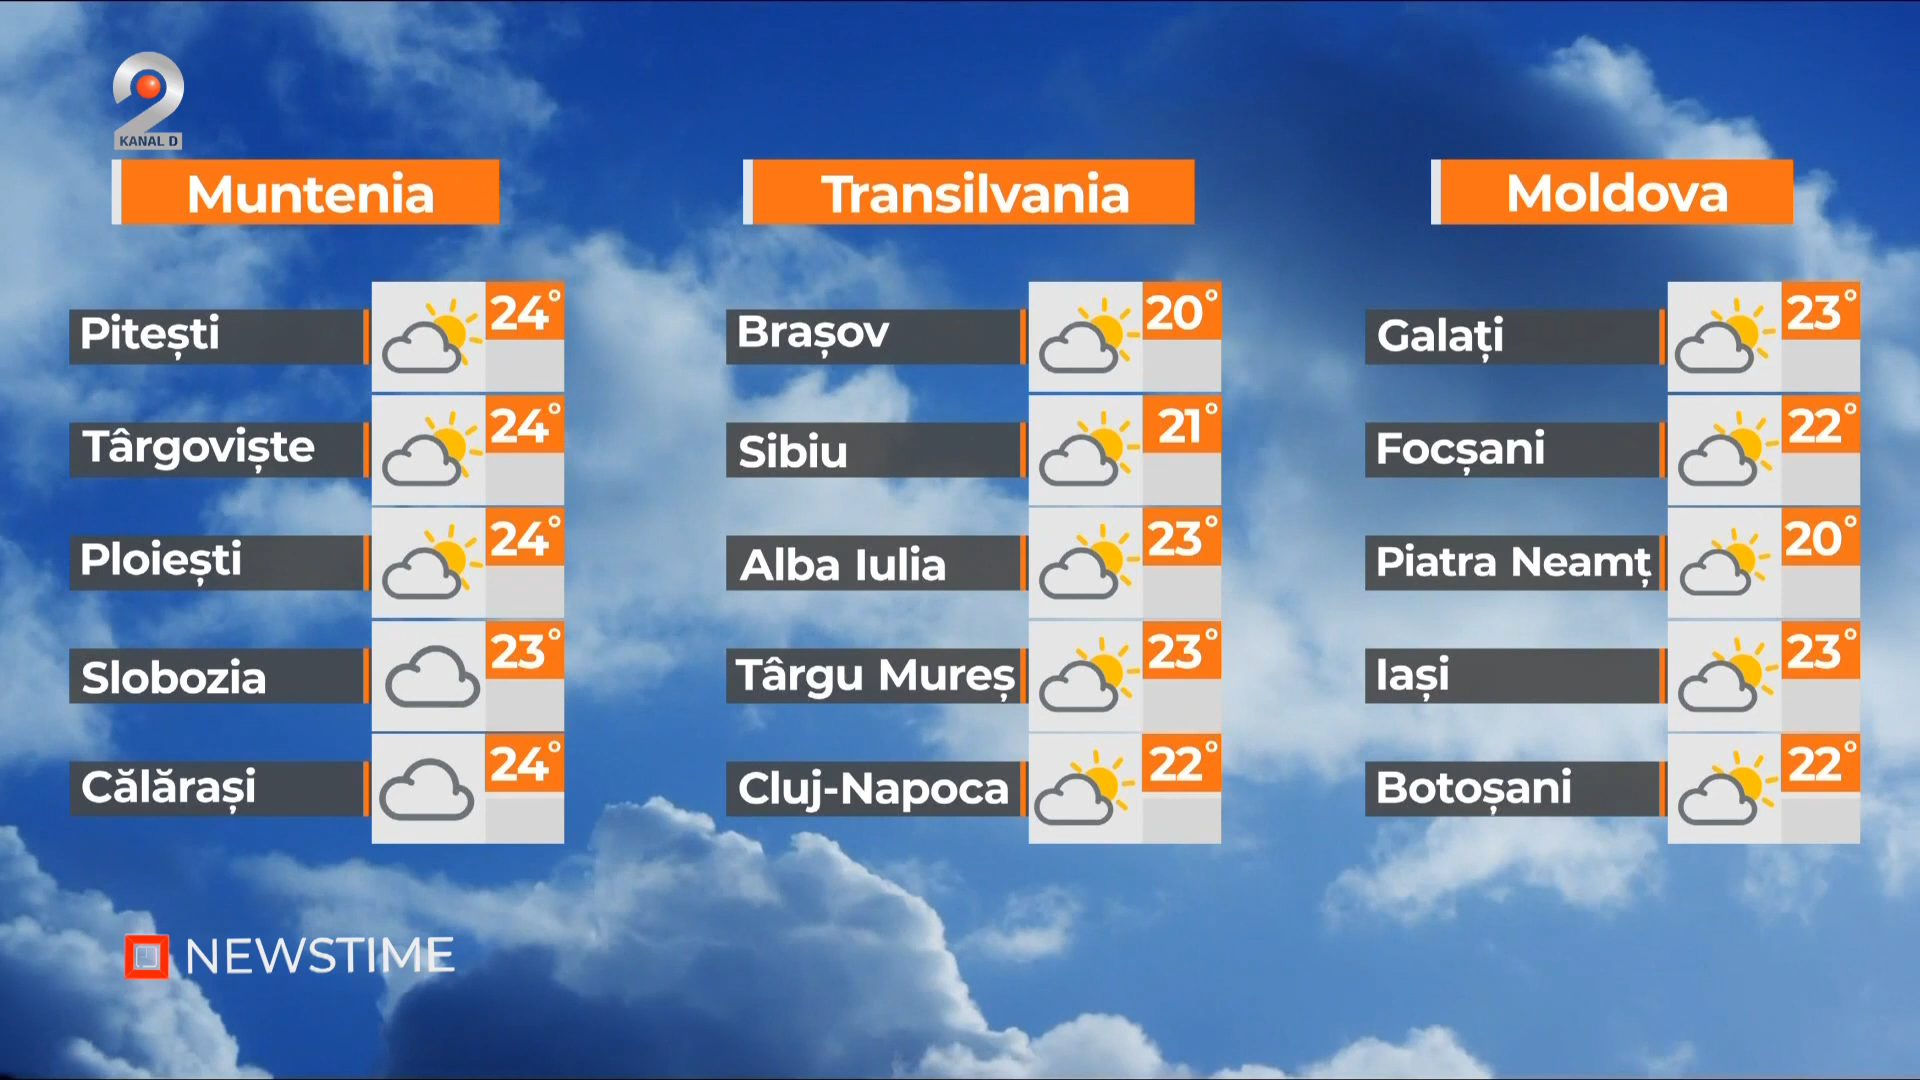 KANAL D
Muntenia
Pitești 24°
Târgoviște 24°
Ploiești 24°
Slobozia 23°
Călărași 24°
Transilvania
Brașov 20°
Sibiu 21°
Alba Iulia 23°
Târgu Mureș 23°
Cluj-Napoca 22°
Moldova
Galați 23°
Focșani 22°
Piatra Neamț 20°
Iași 23°
Botoșani 22°
NEWSTIME